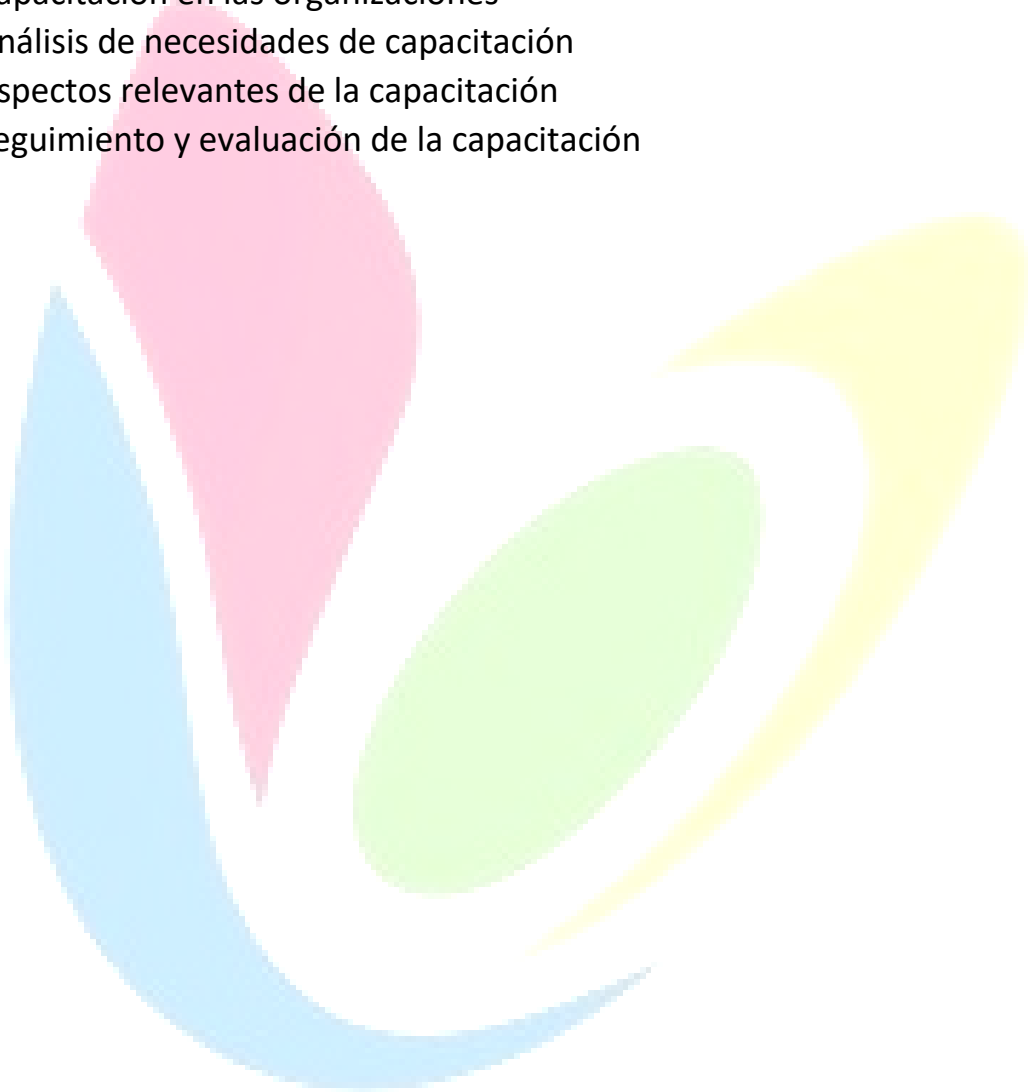 apacitación en las organizaciones
nálisis de necesidades de capacitación
spectos relevantes de la capacitación
eguimiento y evaluación de la capacitación